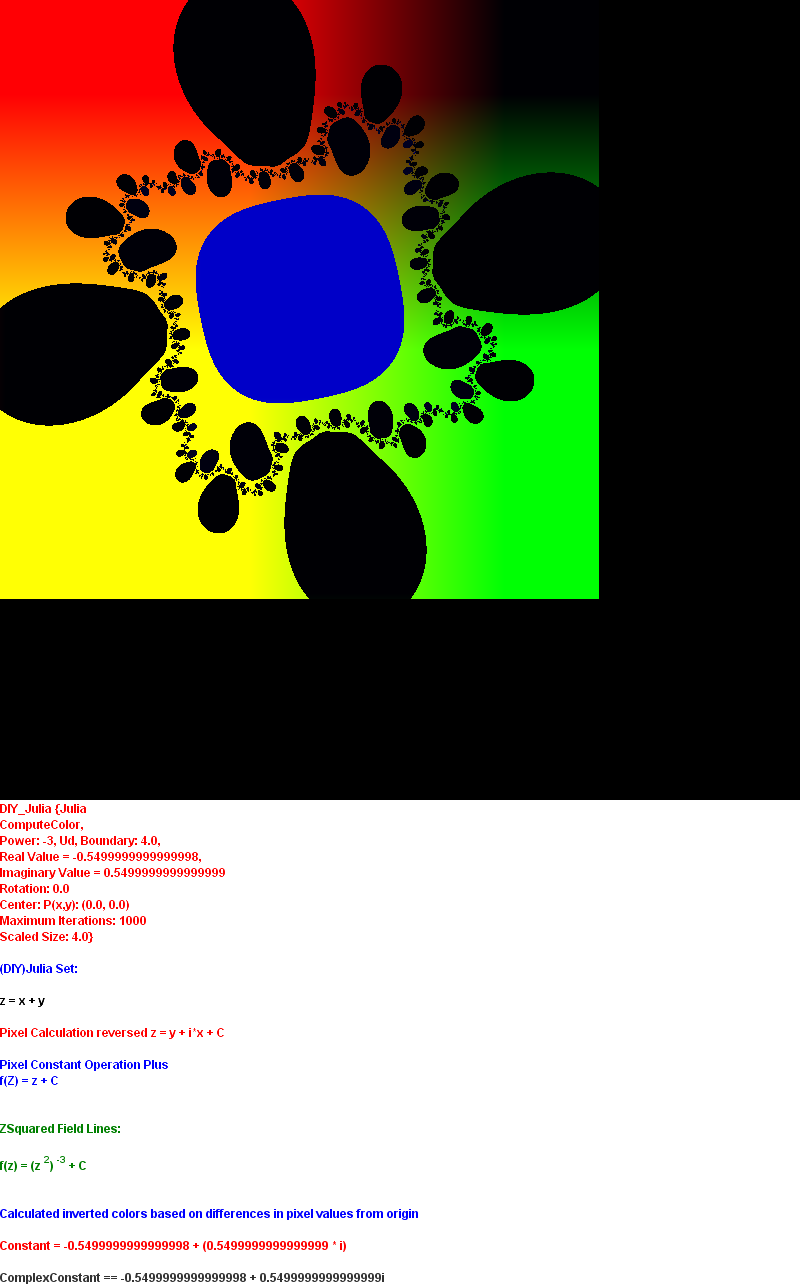 DIY_Julia {Julia
ComputeColor,
Power: -3, Ud, Boundary: 4.0,
Real Value = -0.5499999999999998,
Imaginary Value = 0.5499999999999999
Rotation: 0.0
Center: P(x,y): (0.0, 0.0)
Maximum Iterations: 1000
Scaled Size: 4.0}
(DIY)Julia Set:
z = x + y
Pixel Calculation reversed z = y + i*x + C
Pixel Constant Operation Plus
f(Z) = z + C
ZSquared Field Lines:
f(z) = (z ²) ⁻³ + C
Calculated inverted colors based on differences in pixel values from origin
Constant = -0.5499999999999998 + (0.5499999999999999 * i)
ComplexConstant == -0.5499999999999998 + 0.5499999999999999i